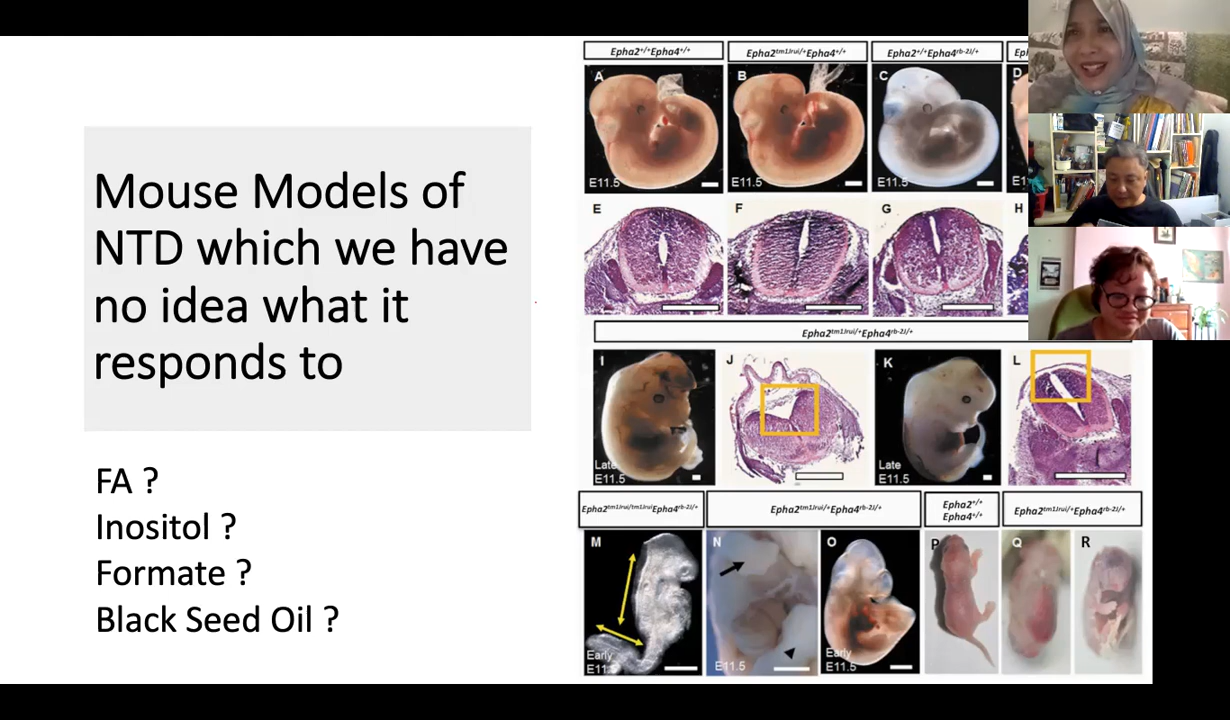 Mouse Models of
NTD which we have
no idea what it
responds to
FA ?
Inositol ?
Formate ?
Black Seed Oil ?
Epha2+/+Epha4+/+
Epha2tm1Jrui/+Epha4+/+
Epha2+/+Epha4rb-2J/+
A
E11.5
B
E11.5
C
E11.5
D
E
F
G
H
Epha2tm1Jrui/+Epha4rb-2J/+
I
Late
E11.5
J
K
Late
E11.5
L
Epha2tm1Jrui/tm1JruiEpha4rb-2J/+
Epha2tm1Jrui/+Epha4rb-2J/+
Epha2+/+
Epha4+/+
Epha2tm1Jrui/+Epha4rb-2J/+
M
Early
N
E11.5
O
Early
E11.5
P
Q
R